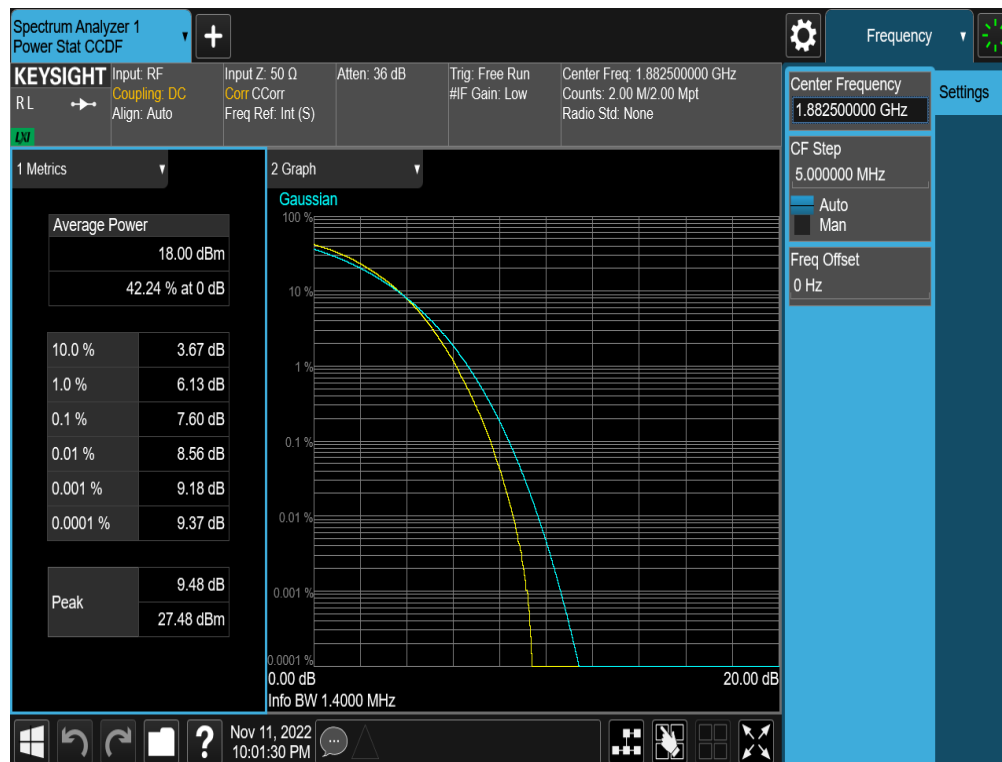 Spectrum Analyzer 1
Power Stat CCDF
+
Frequency
KEYSIGHT
RL
LXI
Input: RF
Coupling: DC
Align: Auto
Input Z: 50 Ω
Corr CCorr
Freq Ref: Int (S)
Atten: 36 dB
Trig: Free Run
#IF Gain: Low
Center Freq: 1.882500000 GHz
Counts: 2.00 M/2.00 Mpt
Radio Std: None
Center Frequency
1.882500000 GHz
Settings
CF Step
5.000000 MHz
Auto
Man
Freq Offset
0 Hz
1 Metrics
Average Power
18.00 dBm
42.24 % at 0 dB
10.0 % 3.67 dB
1.0 % 6.13 dB
0.1 % 7.60 dB
0.01 % 8.56 dB
0.001 % 9.18 dB
0.0001 % 9.37 dB
Peak
9.48 dB
27.48 dBm
2 Graph
Gaussian
100 %
10 %
1 %
0.1 %
0.01 %
0.001 %
0.0001 %
0.00 dB 20.00 dB
Info BW 1.4000 MHz
?
Nov 11, 2022
10:01:30 PM